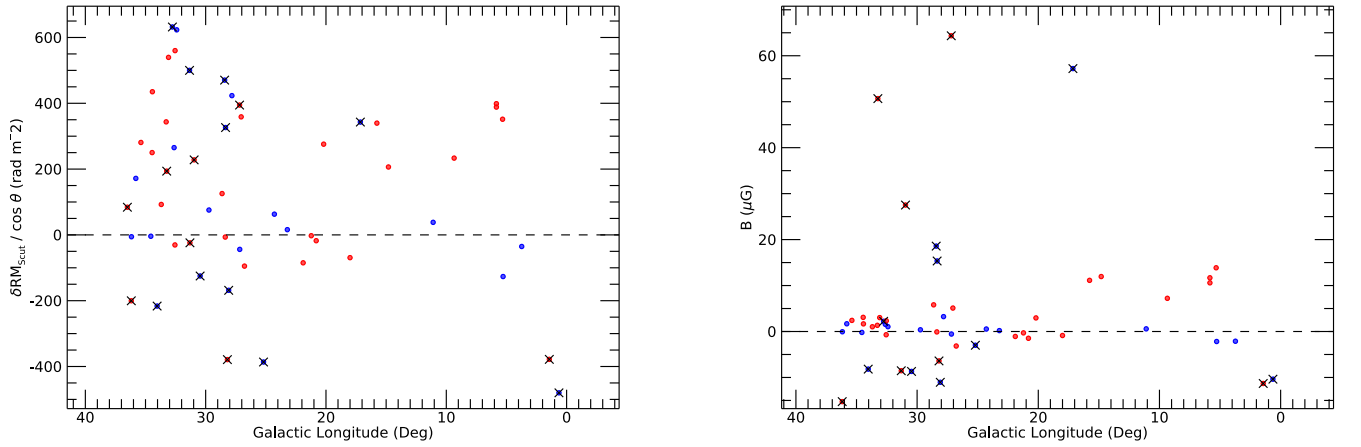 600
400
200
0
-200
-400
40 30 20 10 0
Galactic Longitude (Deg)
δRM_Scut / cos θ (rad m−2)
60
40
20
0
40 30 20 10 0
Galactic Longitude (Deg)
B (μG)